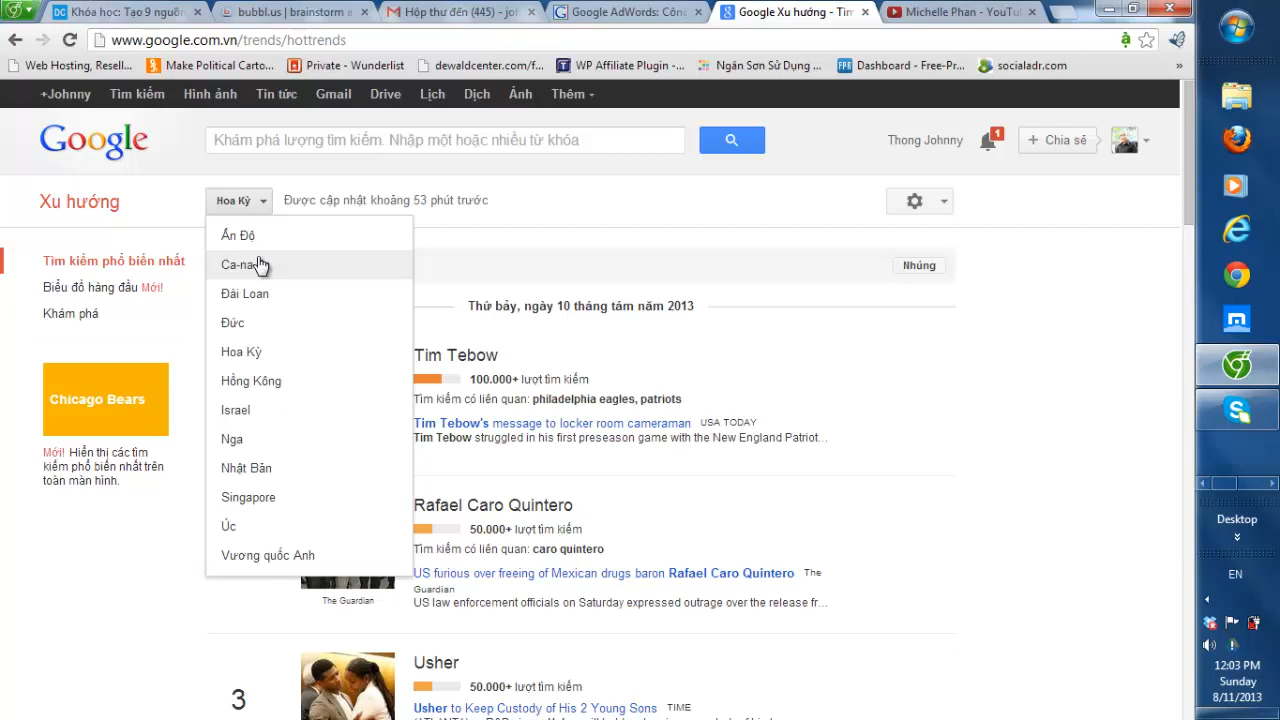 Khóa học: Tạo 9 nguồn
bubbl.us | brainstorm a
Hộp thư đến (445) - jo
Google AdWords: Côn
Google Xu hướng - Tìm
Michelle Phan - YouTu
www.google.com.vn/trends/hottrends
Web Hosting, Resell...
Make Political Carto...
Private - Wunderlist
dewaldcenterfordia...
WP Affiliate Plugin -...
Ngân Sơn Sử Dụng ...
Dashboard - Free-Pr...
socialadr.com
»
+Johnny Tìm kiếm Hình ảnh Tin tức Gmail Drive Lịch Dịch Ảnh Thêm
Google
Khám phá lượng tìm kiếm. Nhập một hoặc nhiều từ khóa
Thong Johnny
1
+ Chia sẻ
Xu hướng
Hoa Kỳ
Được cập nhật khoảng 53 phút trước
Ấn Độ
Đài Loan
Đức
Hoa Kỳ
Hồng Kông
Israel
Nga
Nhật Bản
Singapore
Úc
Vương quốc Anh
Tìm kiếm phổ biến nhất
Biểu đồ hàng đầu Mới!
Khám phá
Chicago Bears
Mới! Hiển thị các tìm
kiếm phổ biến nhất trên
toàn màn hình.
Nhúng
Thứ bảy, ngày 10 tháng tám năm 2013
Tim Tebow
100.000+ lượt tìm kiếm
Tìm kiếm có liên quan: philadelphia eagles, patriots
Tim Tebow's message to locker room cameraman USA TODAY
Tim Tebow struggled in his first preseason game with the New England Patriot...
Rafael Caro Quintero
50.000+ lượt tìm kiếm
Tìm kiếm có liên quan: caro quintero
US furious over freeing of Mexican drugs baron Rafael Caro Quintero The
Guardian
US law enforcement officials on Saturday expressed outrage over the release fr...
The Guardian
3
Usher
50.000+ lượt tìm kiếm
Usher to Keep Custody of His 2 Young Sons TIME
Desktop
EN
12:03 PM
Sunday
8/11/2013